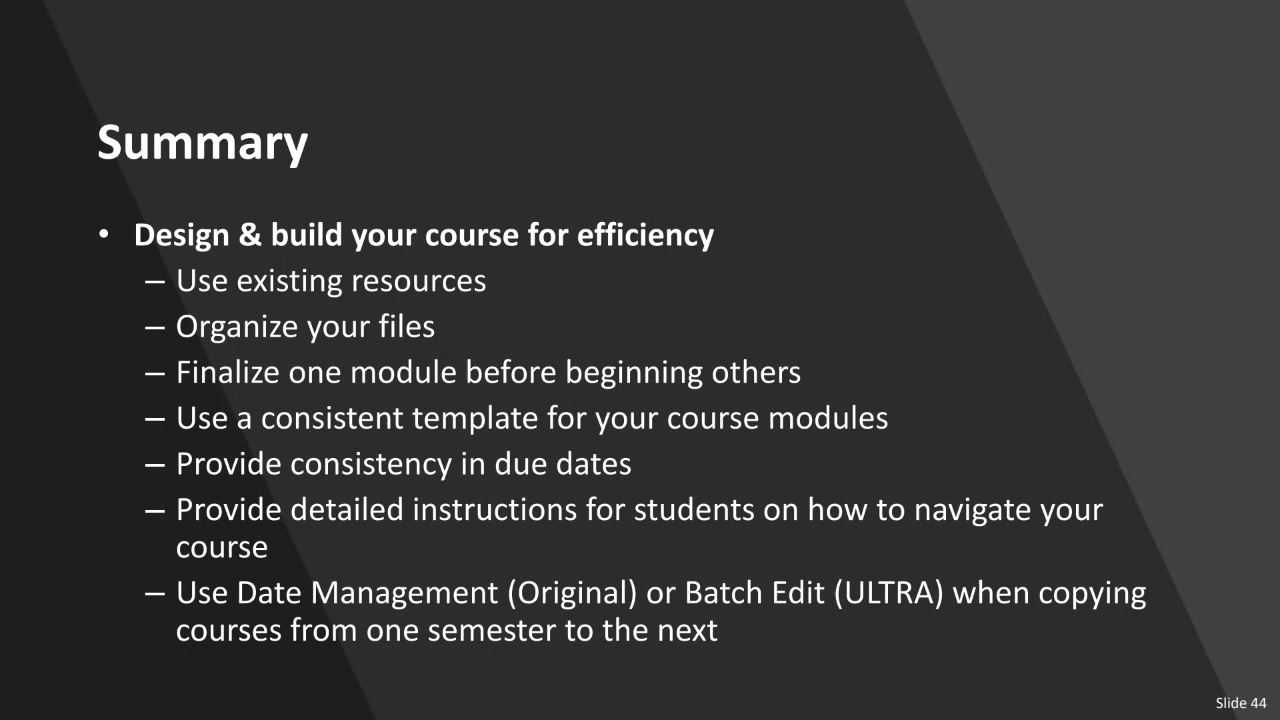 Summary
• Design & build your course for efficiency
– Use existing resources
– Organize your files
– Finalize one module before beginning others
– Use a consistent template for your course modules
– Provide consistency in due dates
– Provide detailed instructions for students on how to navigate your
course
– Use Date Management (Original) or Batch Edit (ULTRA) when copying
courses from one semester to the next
Slide 44